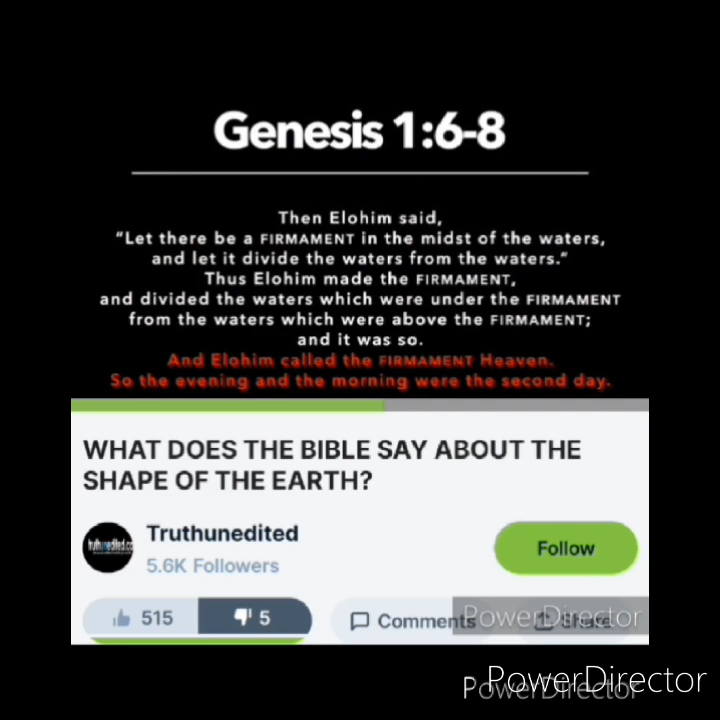 Genesis 1:6-8
Then Elohim said,
“Let there be a FIRMAMENT in the midst of the waters,
and let it divide the waters from the waters.”
Thus Elohim made the FIRMAMENT,
and divided the waters which were under the FIRMAMENT
from the waters which were above the FIRMAMENT;
and it was so.
And Elohim called the FIRMAMENT Heaven.
So the evening and the morning were the second day.
WHAT DOES THE BIBLE SAY ABOUT THE
SHAPE OF THE EARTH?
truthunedited.co
Truthunedited
5.6K Followers
Follow
515
5
Comments
Share
PowerDirector
PowerDirector
PowerDirector